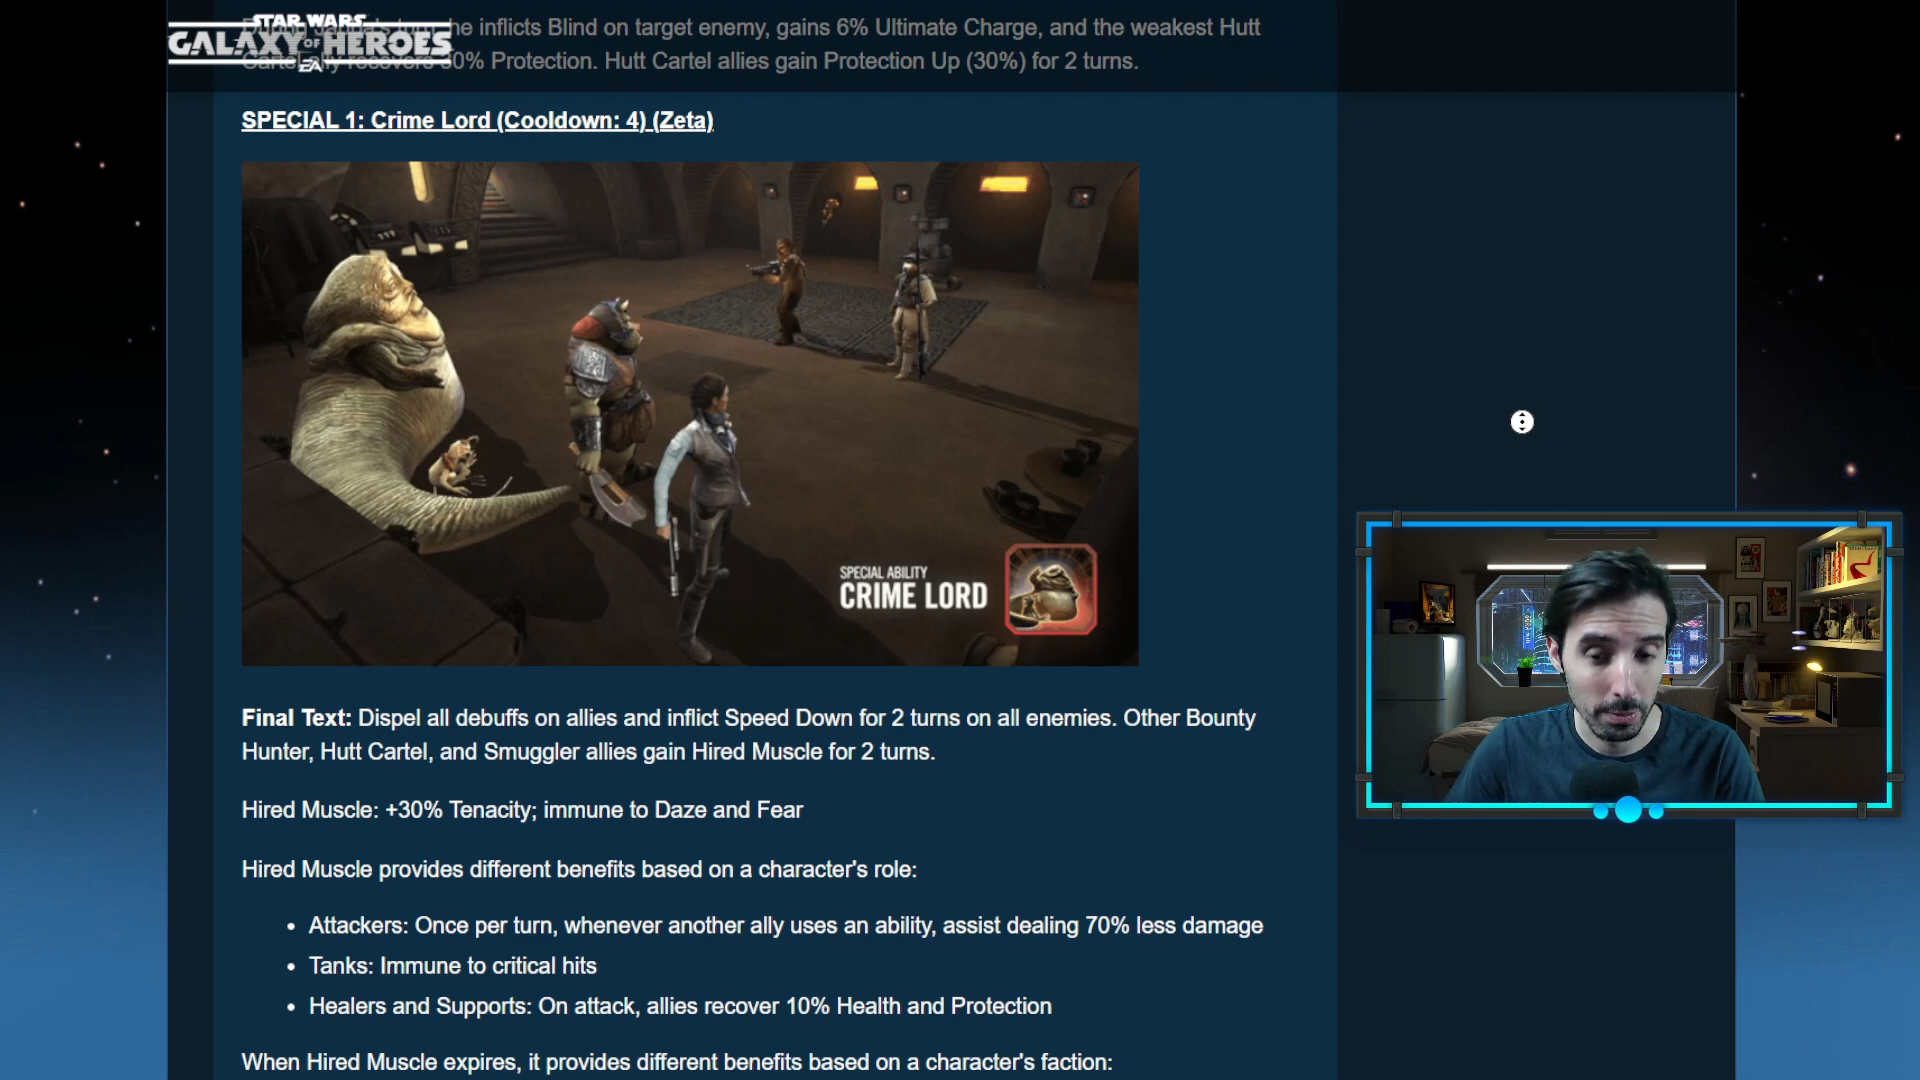 STAR WARS
GALAXY OF HEROES
EA
he inflicts Blind on target enemy, gains 6% Ultimate Charge, and the weakest Hutt
Cartel ally recovers 30% Protection. Hutt Cartel allies gain Protection Up (30%) for 2 turns.
SPECIAL 1: Crime Lord (Cooldown: 4) (Zeta)
SPECIAL ABILITY
CRIME LORD
Final Text: Dispel all debuffs on allies and inflict Speed Down for 2 turns on all enemies. Other Bounty
Hunter, Hutt Cartel, and Smuggler allies gain Hired Muscle for 2 turns.
Hired Muscle: +30% Tenacity; immune to Daze and Fear
Hired Muscle provides different benefits based on a character's role:
• Attackers: Once per turn, whenever another ally uses an ability, assist dealing 70% less damage
• Tanks: Immune to critical hits
• Healers and Supports: On attack, allies recover 10% Health and Protection
When Hired Muscle expires, it provides different benefits based on a character's faction: